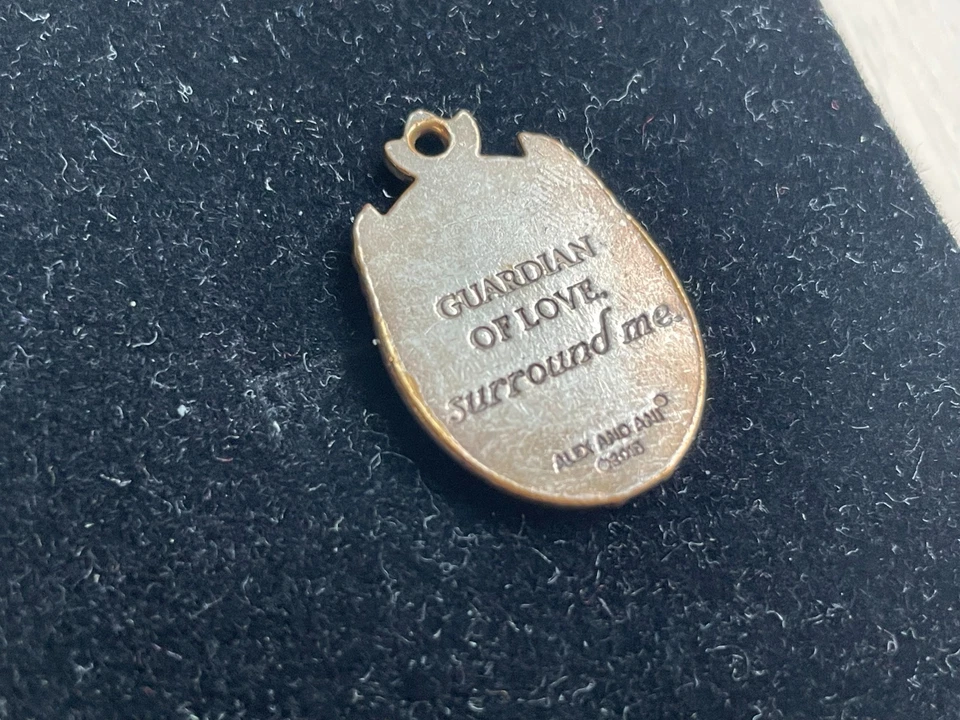 GUARDIAN
OF LOVE,
surround me.
ALEX AND ANI®